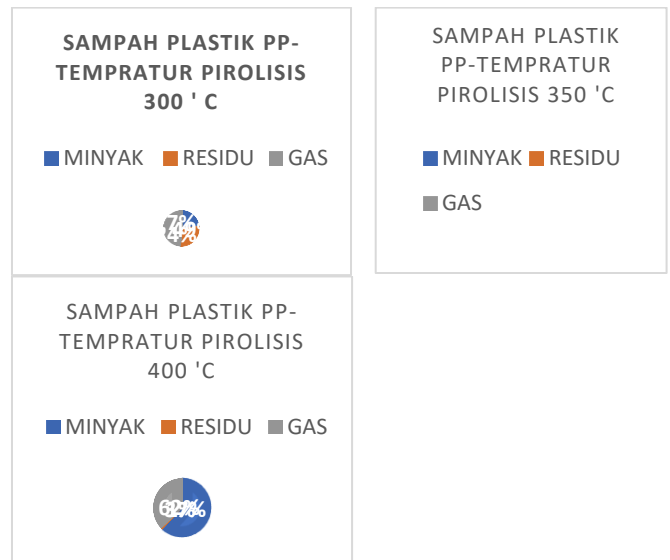 SAMPAH PLASTIK PP-
TEMPRATUR PIROLISIS
300 ' C
MINYAK RESIDU GAS
SAMPAH PLASTIK
PP-TEMPRATUR
PIROLISIS 350 'C
MINYAK RESIDU
GAS
SAMPAH PLASTIK PP-
TEMPRATUR PIROLISIS
400 'C
MINYAK RESIDU GAS